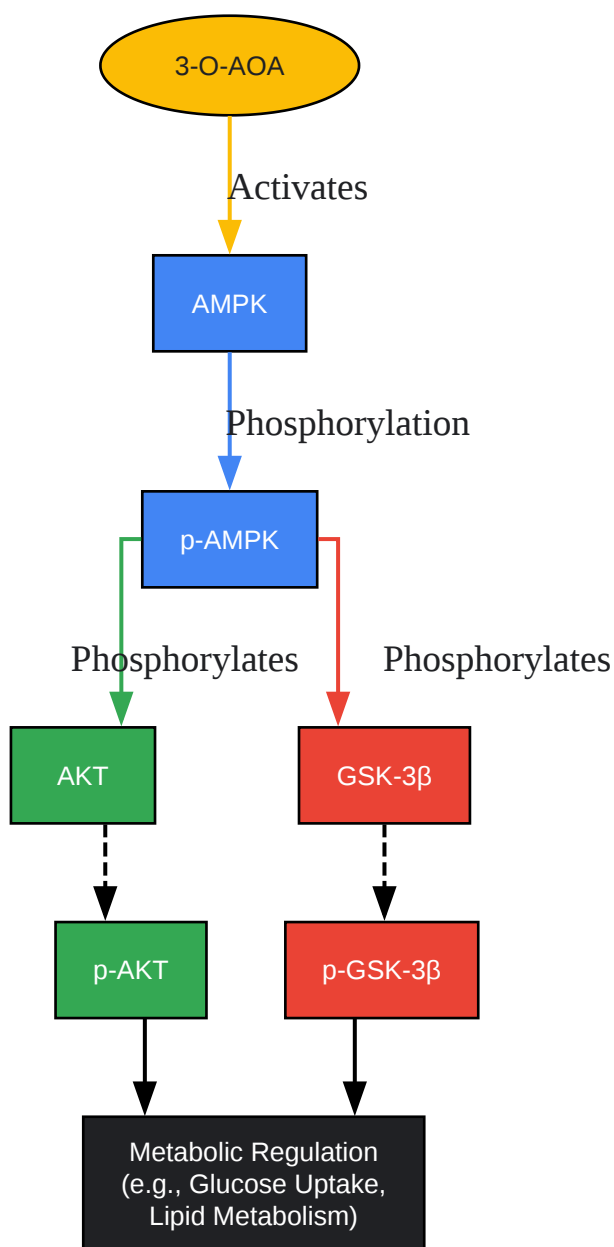 3-O-AOA
Activates
AMPK
Phosphorylation
p-AMPK
Phosphorylates
Phosphorylates
AKT
GSK-3β
p-AKT
p-GSK-3β
Metabolic Regulation
(e.g., Glucose Uptake,
Lipid Metabolism)